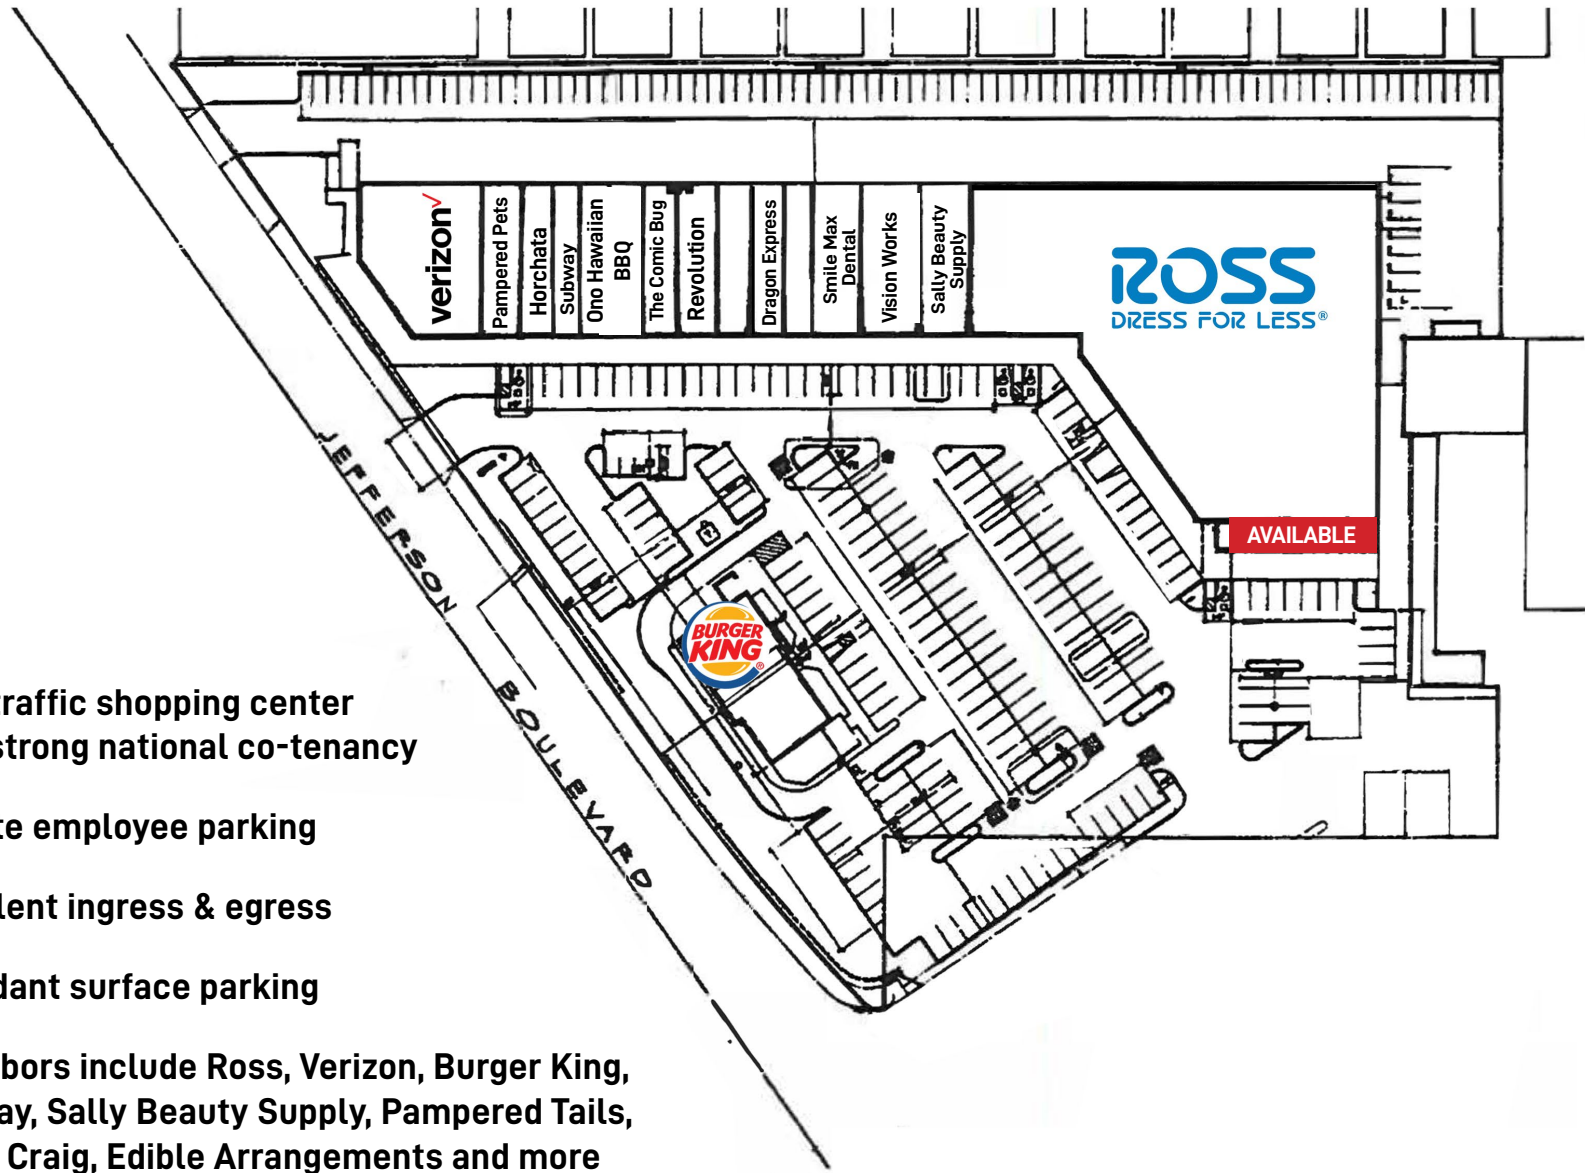 verizon
Pampered Pets
Horchata
Subway
Ono Hawaiian
BBQ
The Comic Bug
Revolution
Dragon Express
Smile Max
Dental
Vision Works
Sally Beauty
Supply
ROSS
DRESS FOR LESS®
AVAILABLE
BURGER
KING®
JEFFERSON
BOULEVARD
traffic shopping center
strong national co-tenancy
te employee parking
lent ingress & egress
dant surface parking
bors include Ross, Verizon, Burger King,
ay, Sally Beauty Supply, Pampered Tails,
Craig, Edible Arrangements and more